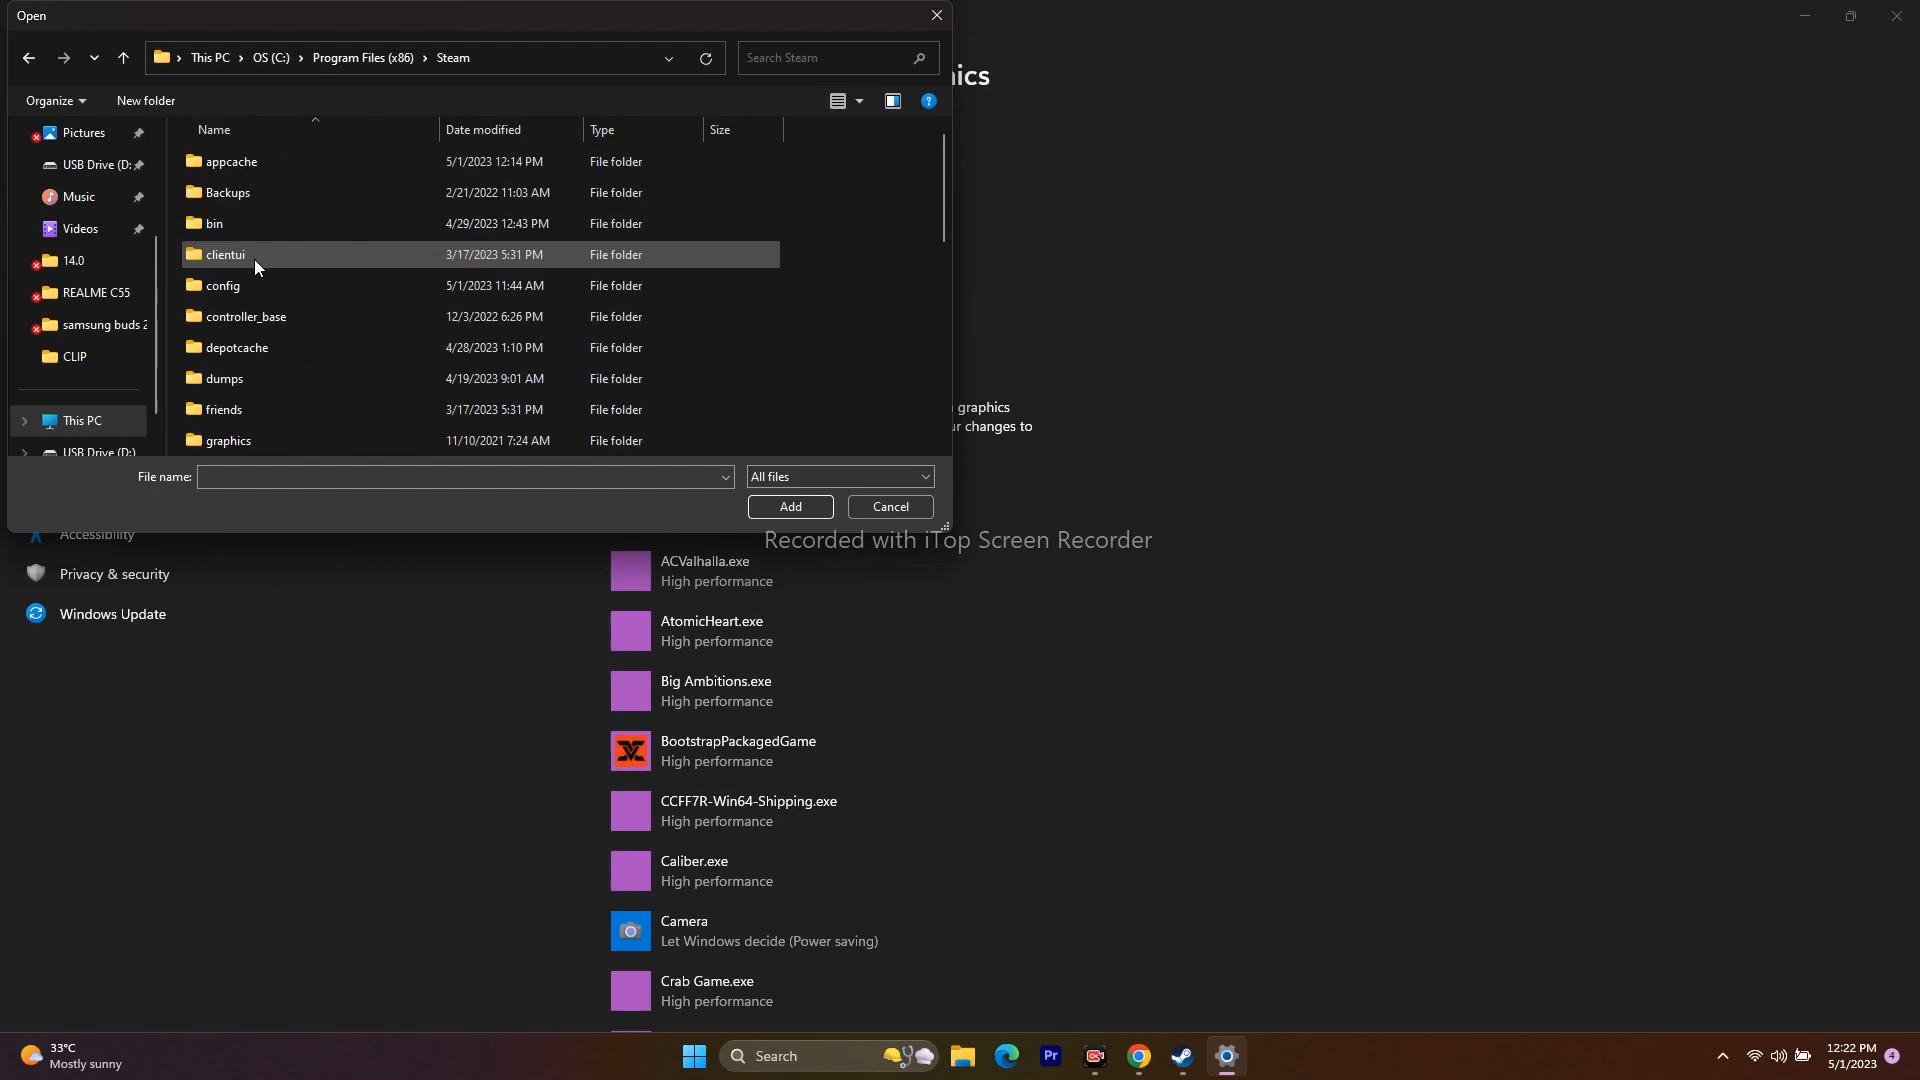 Open
This PC
OS (C:)
Program Files (x86)
Steam
Search Steam
ics
Organize
New folder
Pictures
USB Drive (D:
Music
Videos
14.0
REALME C55
samsung buds 2
CLIP
This PC
USB Drive (D:)
Name
Date modified
Type
Size
appcache 5/1/2023 12:14 PM File folder
Backups 2/21/2022 11:03 AM File folder
bin 4/29/2023 12:43 PM File folder
clientui 3/17/2023 5:31 PM File folder
config 5/1/2023 11:44 AM File folder
controller_base 12/3/2022 6:26 PM File folder
depotcache 4/28/2023 1:10 PM File folder
dumps 4/19/2023 9:01 AM File folder
friends 3/17/2023 5:31 PM File folder
graphics 11/10/2021 7:24 AM File folder
File name:
All files
Add
Cancel
graphics
ur changes to
Recorded with iTop Screen Recorder
Accessibility
Privacy & security
Windows Update
ACValhalla.exe
High performance
AtomicHeart.exe
High performance
Big Ambitions.exe
High performance
BootstrapPackagedGame
High performance
CCFF7R-Win64-Shipping.exe
High performance
Caliber.exe
High performance
Camera
Let Windows decide (Power saving)
Crab Game.exe
High performance
33°C
Mostly sunny
Search
Pr
12:22 PM
5/1/2023
4